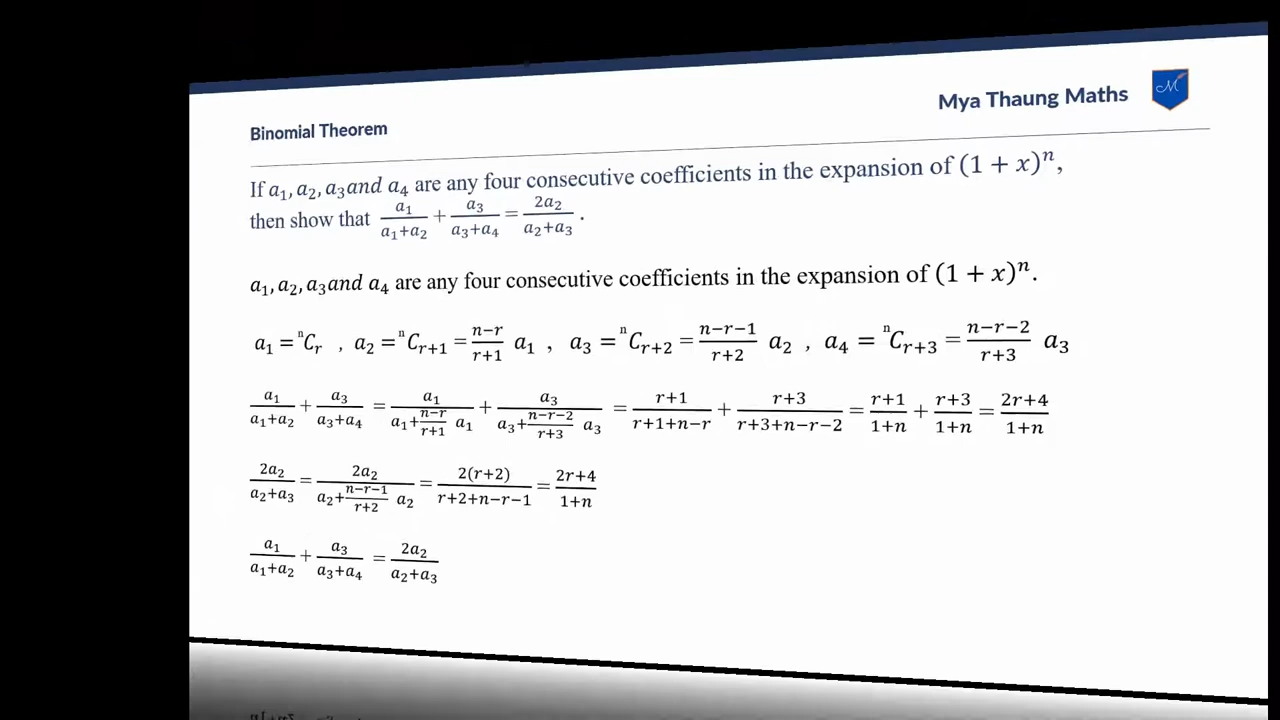 Mya Thaung Maths
Binomial Theorem
If a₁, a₂, a₃ and a₄ are any four consecutive coefficients in the expansion of (1 + x)ⁿ,
then show that a₁/(a₁+a₂) + a₃/(a₃+a₄) = 2a₂/(a₂+a₃) .
a₁, a₂, a₃ and a₄ are any four consecutive coefficients in the expansion of (1 + x)ⁿ.
a₁ = ⁿCᵣ , a₂ = ⁿCᵣ₊₁ = (n−r)/(r+1) a₁ , a₃ = ⁿCᵣ₊₂ = (n−r−1)/(r+2) a₂ , a₄ = ⁿCᵣ₊₃ = (n−r−2)/(r+3) a₃
a₁/(a₁+a₂) + a₃/(a₃+a₄) = a₁/(a₁+(n−r)/(r+1) a₁) + a₃/(a₃+(n−r−2)/(r+3) a₃) = (r+1)/(r+1+n−r) + (r+3)/(r+3+n−r−2) = (r+1)/(1+n) + (r+3)/(1+n) = (2r+4)/(1+n)
2a₂/(a₂+a₃) = 2a₂/(a₂+(n−r−1)/(r+2) a₂) = 2(r+2)/(r+2+n−r−1) = (2r+4)/(1+n)
a₁/(a₁+a₂) + a₃/(a₃+a₄) = 2a₂/(a₂+a₃)